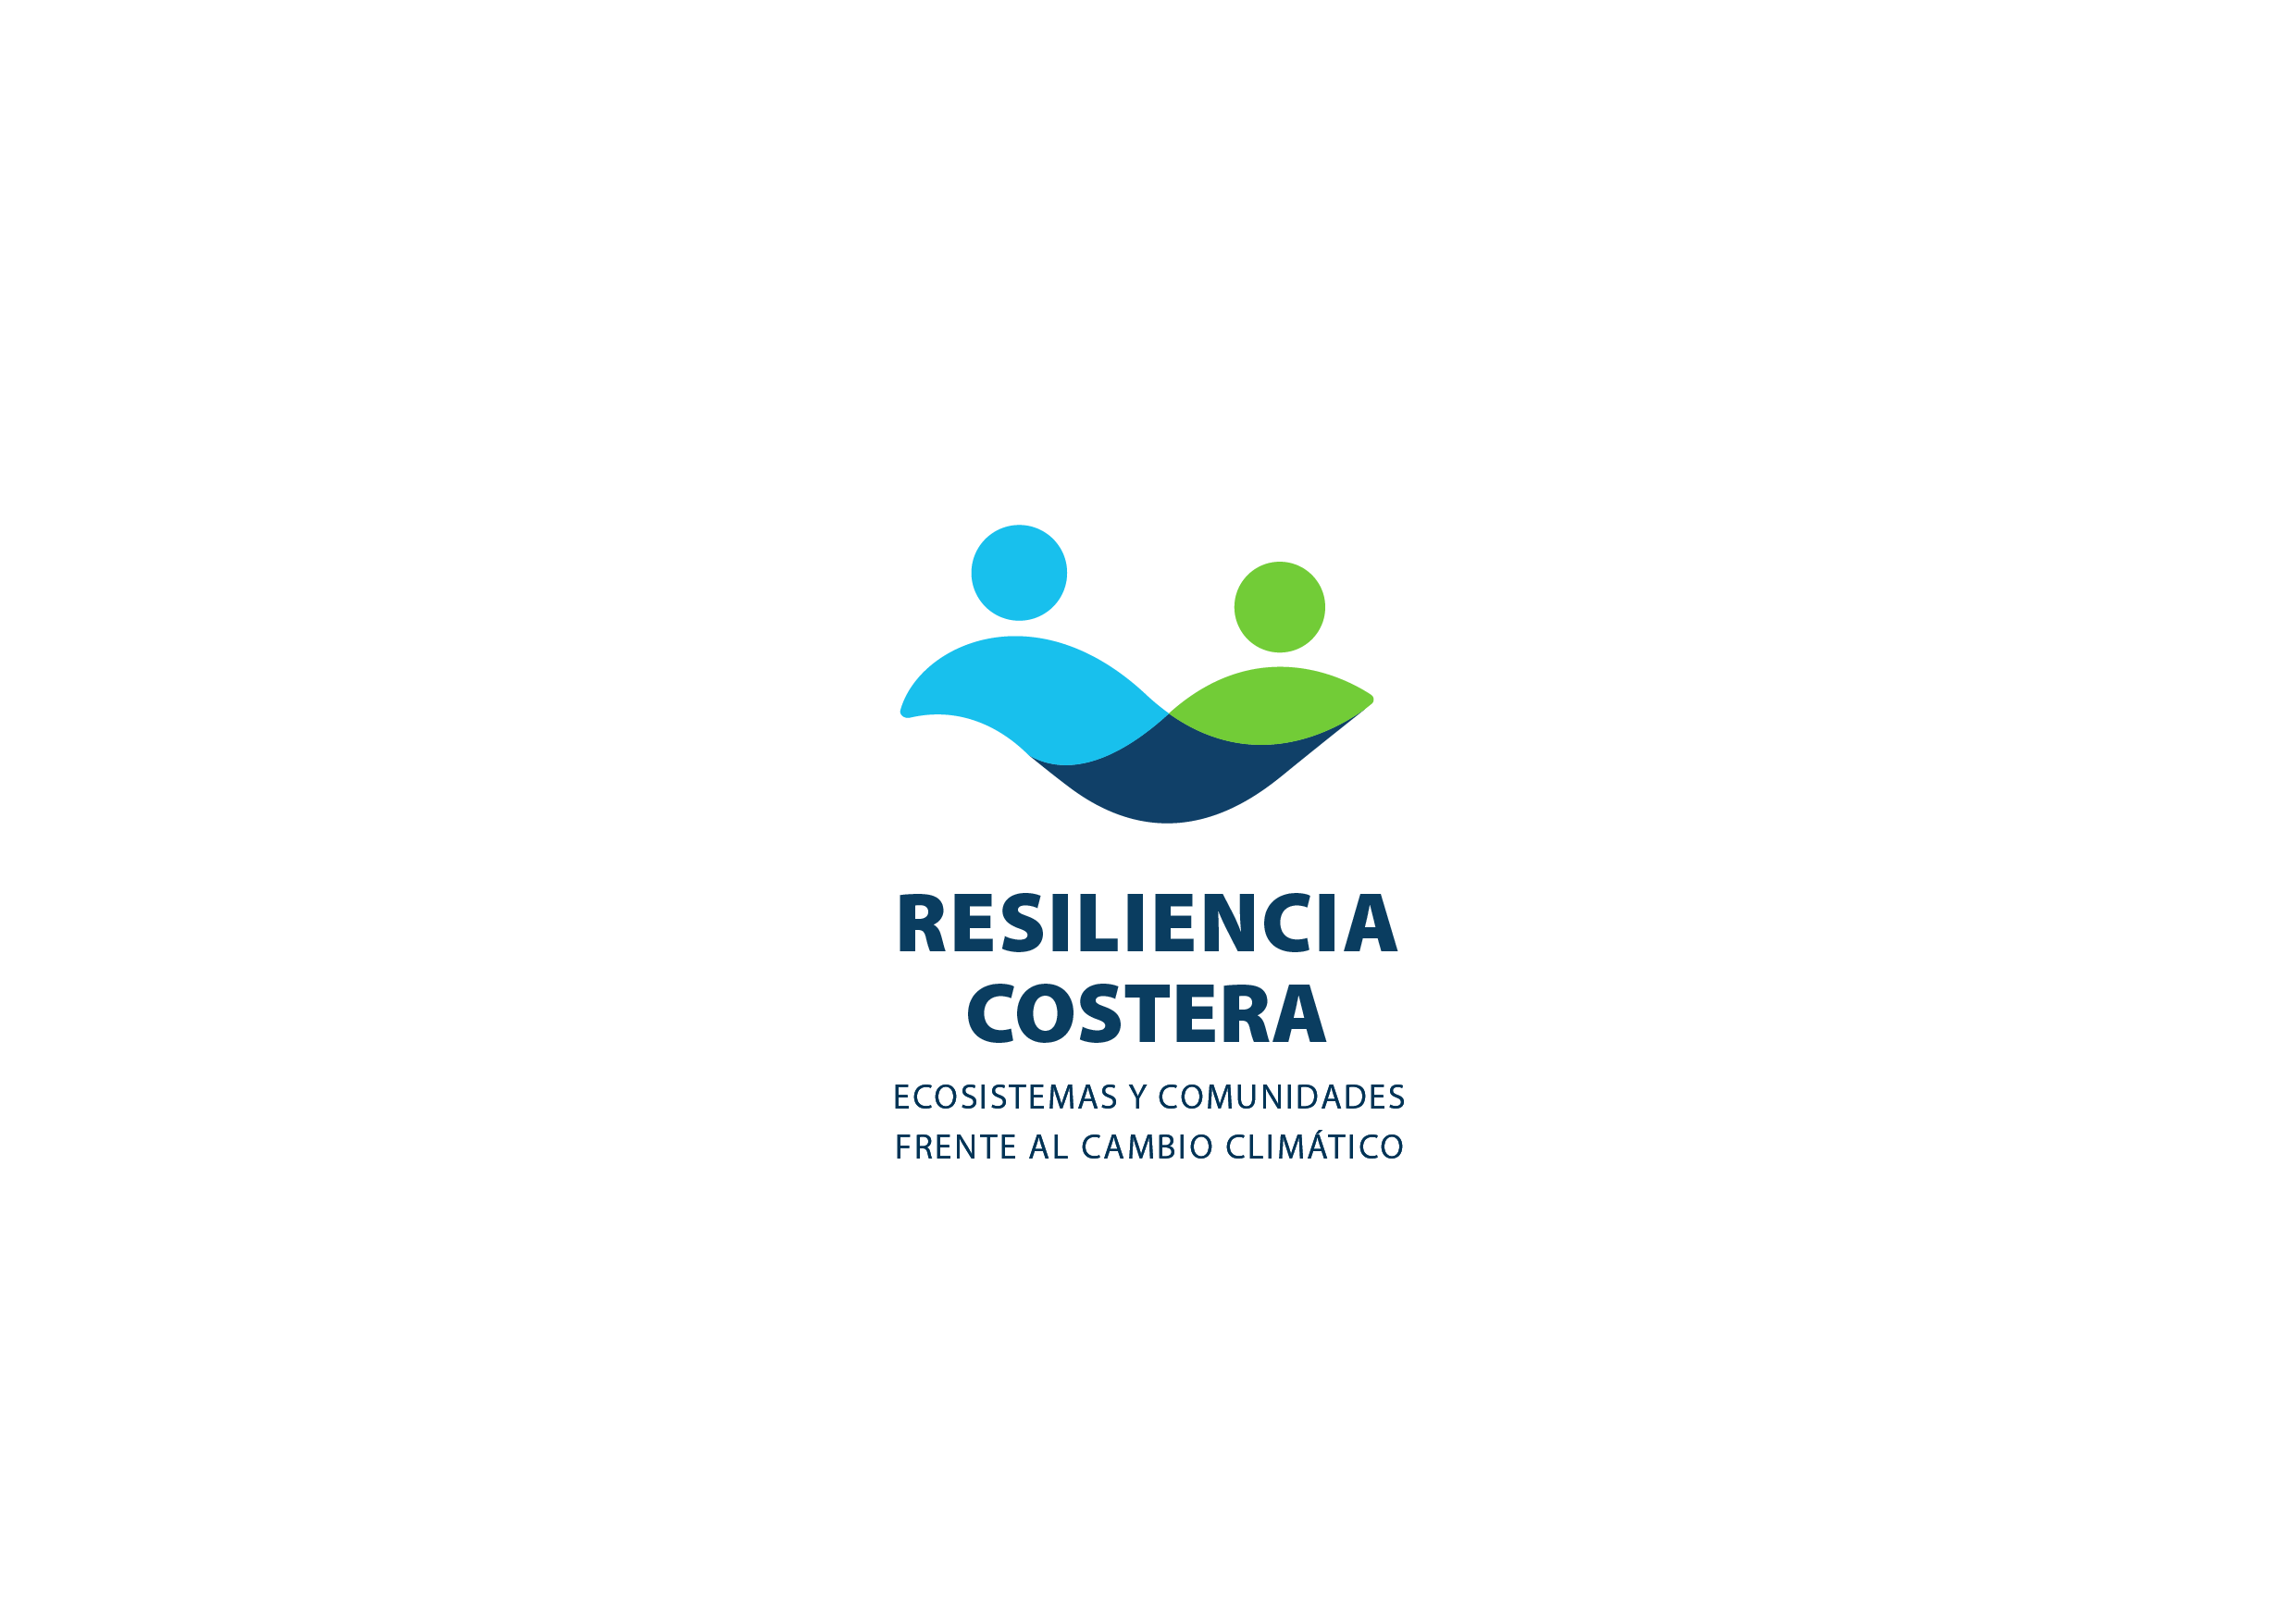 RESILIENCIA
COSTERA
ECOSISTEMAS Y COMUNIDADES
FRENTE AL CAMBIO CLIMÁTICO